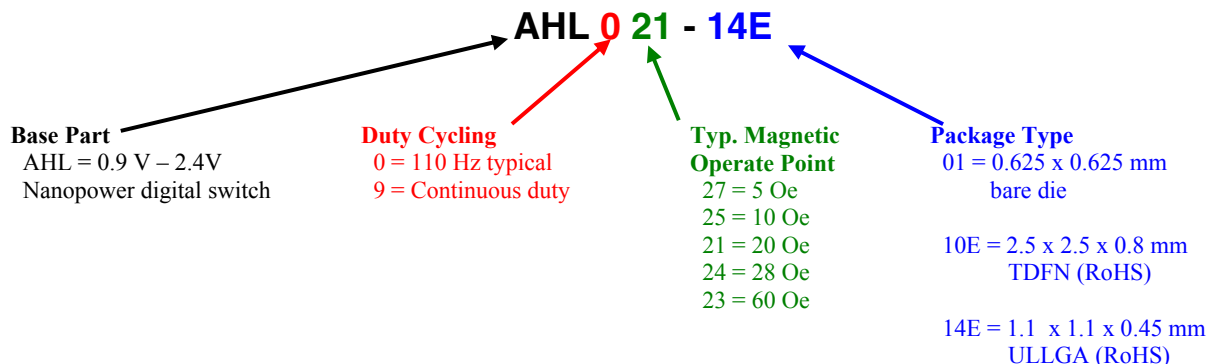 AHL 0 21 - 14E
Base Part
AHL = 0.9 V – 2.4V
Nanopower digital switch
Duty Cycling
0 = 110 Hz typical
9 = Continuous duty
Typ. Magnetic
Operate Point
27 = 5 Oe
25 = 10 Oe
21 = 20 Oe
24 = 28 Oe
23 = 60 Oe
Package Type
01 = 0.625 x 0.625 mm
bare die
10E = 2.5 x 2.5 x 0.8 mm
TDFN (RoHS)
14E = 1.1 x 1.1 x 0.45 mm
ULLGA (RoHS)